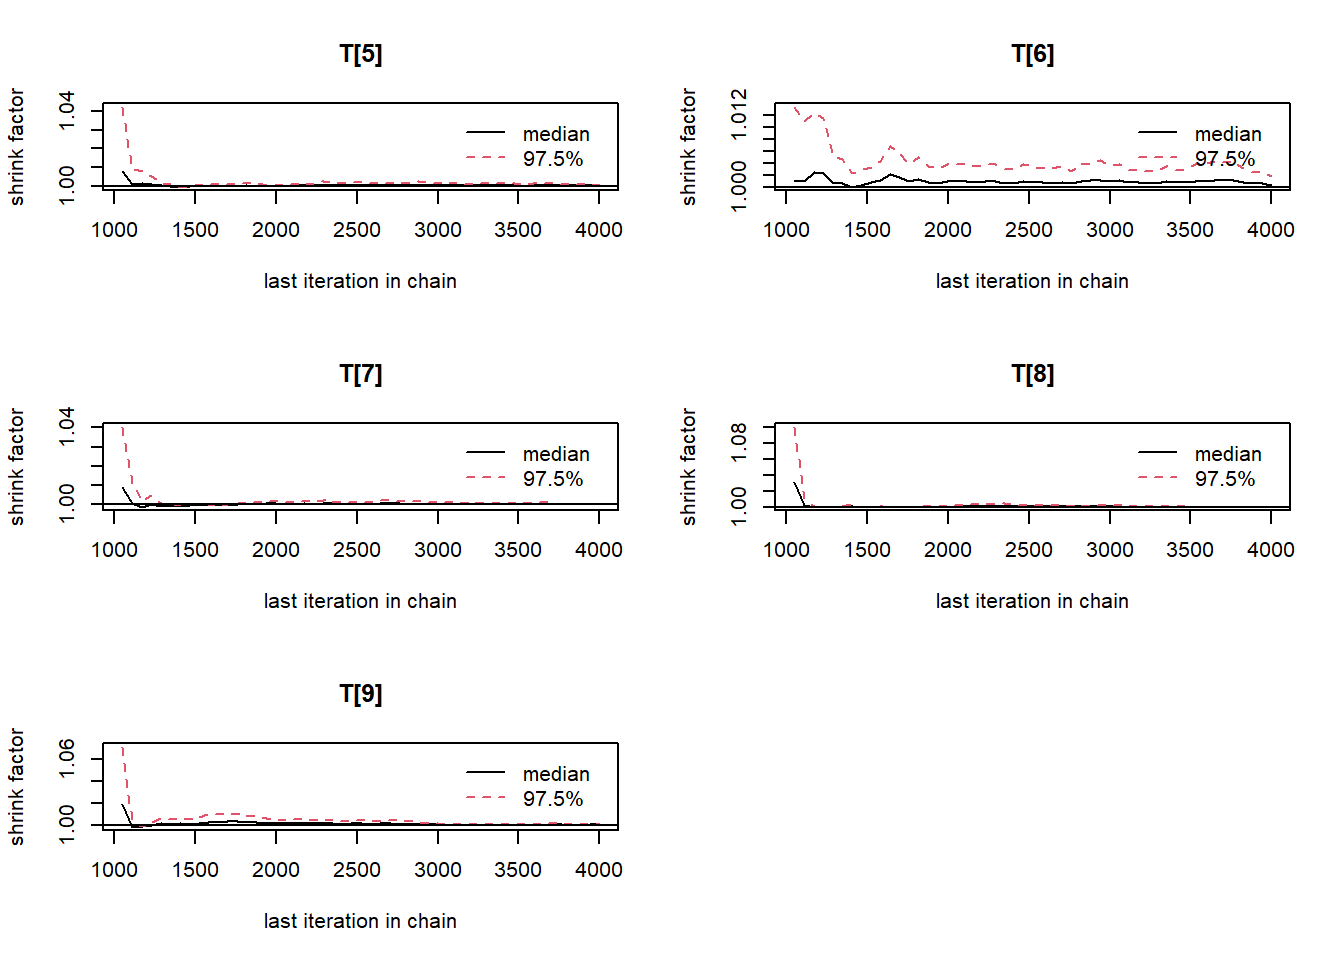 T[5]
shrink factor
1.04
1.00
median
97.5%
1000 1500 2000 2500 3000 3500 4000
last iteration in chain
T[6]
shrink factor
1.012
1.000
median
97.5%
1000 1500 2000 2500 3000 3500 4000
last iteration in chain
T[7]
shrink factor
1.04
1.00
median
97.5%
1000 1500 2000 2500 3000 3500 4000
last iteration in chain
T[8]
shrink factor
1.08
1.00
median
97.5%
1000 1500 2000 2500 3000 3500 4000
last iteration in chain
T[9]
shrink factor
1.06
1.00
median
97.5%
1000 1500 2000 2500 3000 3500 4000
last iteration in chain